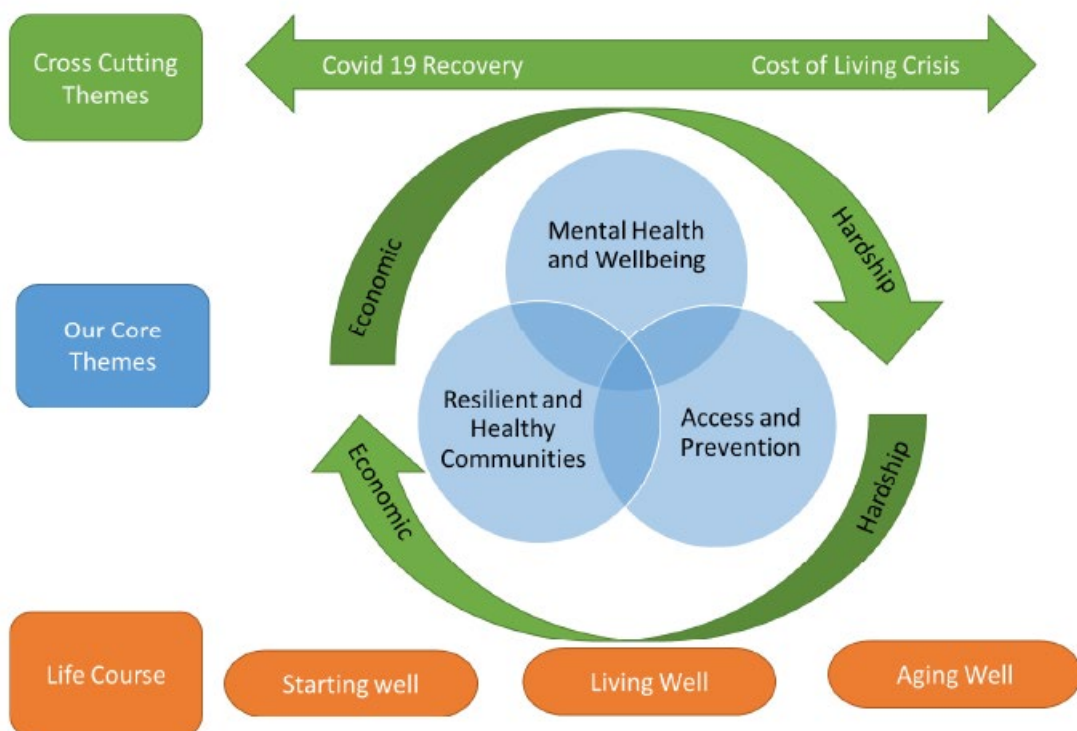 Cross Cutting
Themes
Covid 19 Recovery
Cost of Living Crisis
Economic
Hardship
Mental Health
and Wellbeing
Our Core
Themes
Resilient and
Healthy
Communities
Access and
Prevention
Economic
Hardship
Life Course
Starting well
Living Well
Aging Well